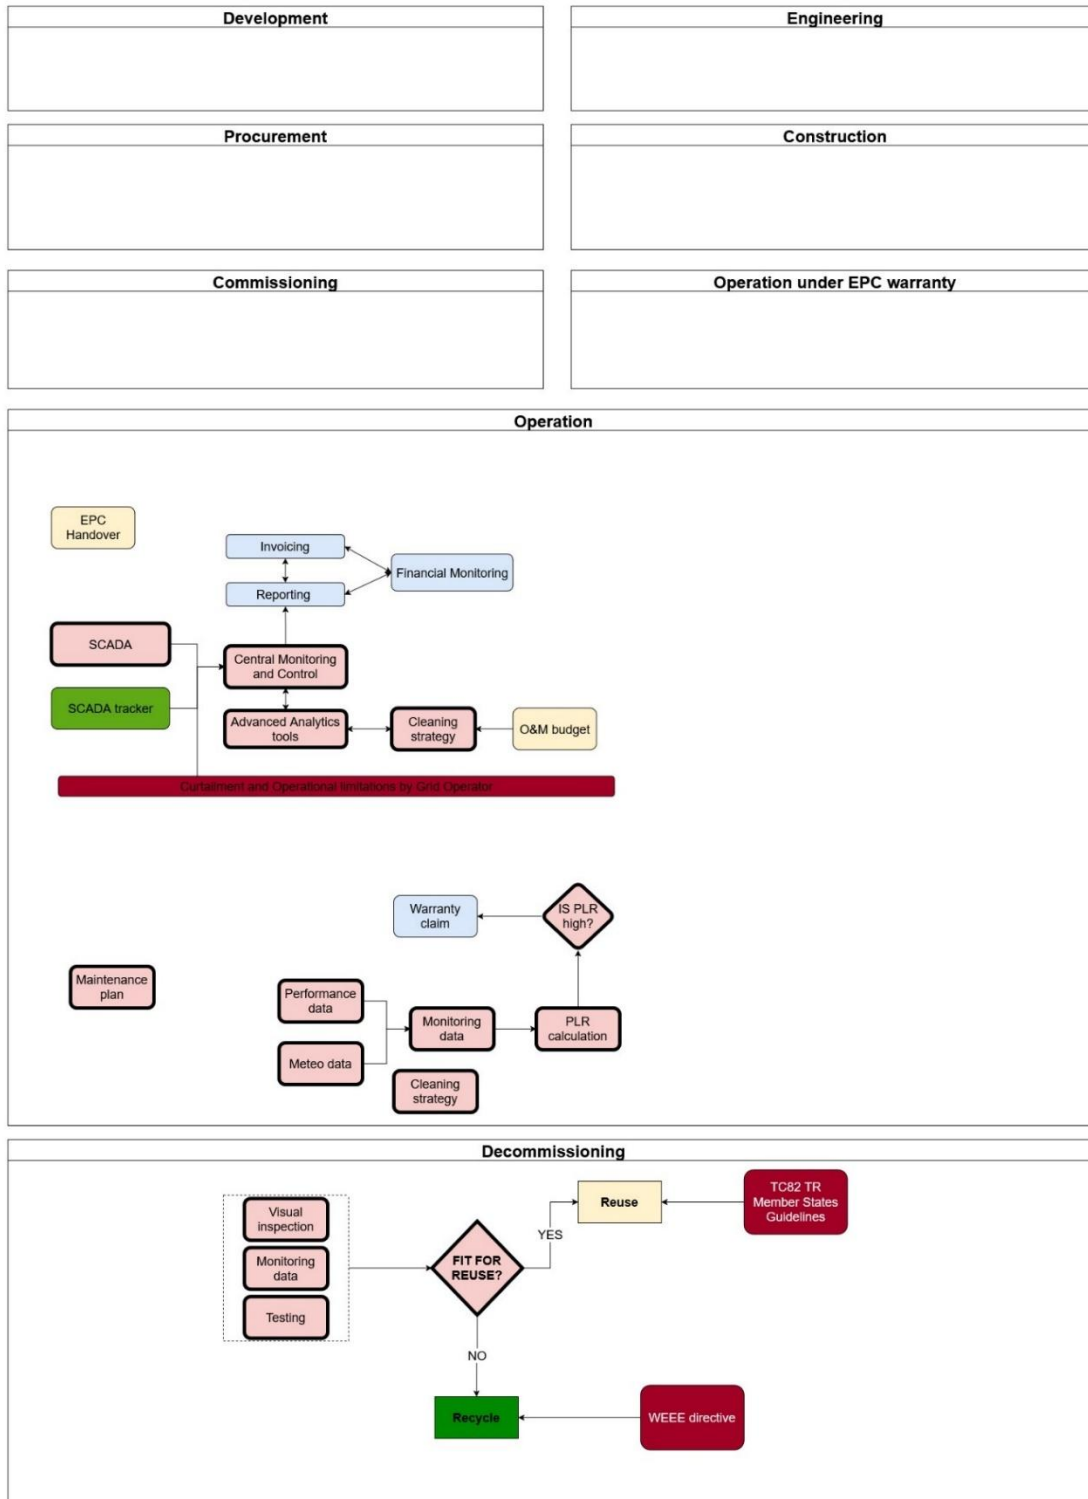 Development
Engineering
Procurement
Construction
Commissioning
Operation under EPC warranty
Operation
EPC
Handover
Invoicing
Financial Monitoring
Reporting
SCADA
Central Monitoring
and Control
SCADA tracker
Advanced Analytics
tools
Cleaning
strategy
O&M budget
Curtailment and Operational limitations by Grid Operator
Warranty
claim
IS PLR
high?
Maintenance
plan
Performance
data
Monitoring
data
PLR
calculation
Meteo data
Cleaning
strategy
Decommissioning
Visual
inspection
Monitoring
data
Testing
FIT FOR
REUSE?
YES
Reuse
TC82 TR
Member States
Guidelines
NO
Recycle
WEEE directive